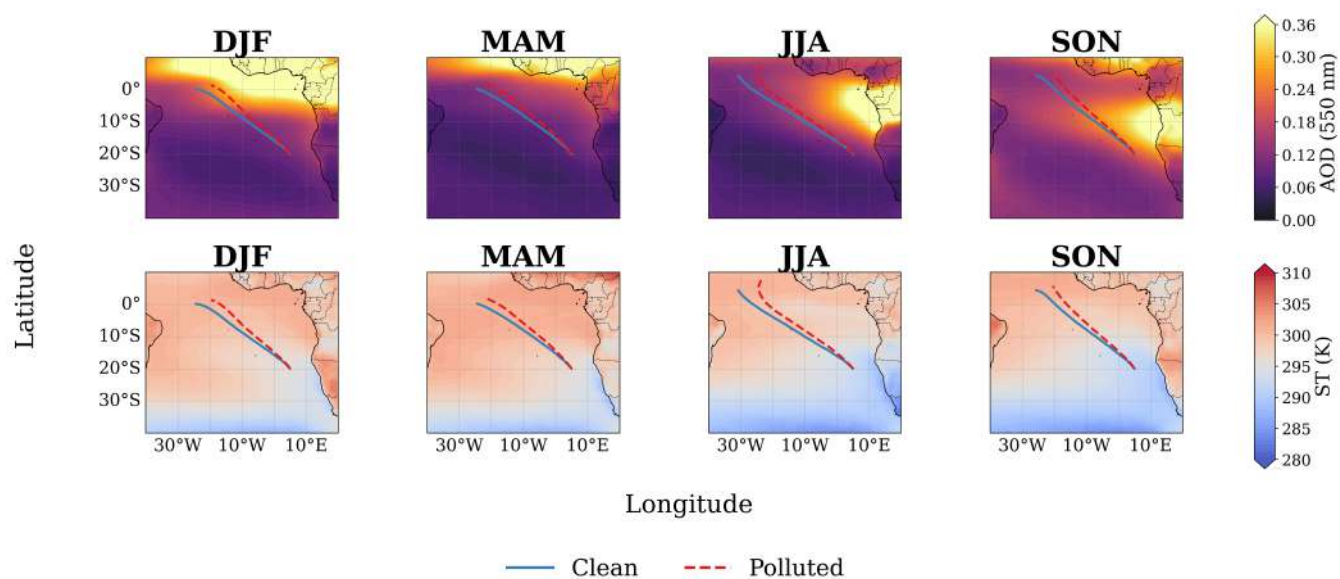 DJF MAM JJA SON
0°
10°S
20°S
30°S
0.36
0.30
0.24
0.18
0.12
0.06
0.00
AOD (550 nm)
DJF MAM JJA SON
0°
10°S
20°S
30°S
30°W 10°W 10°E 30°W 10°W 10°E 30°W 10°W 10°E 30°W 10°W 10°E
310
305
300
295
290
285
280
ST (K)
Latitude
Longitude
Clean Polluted